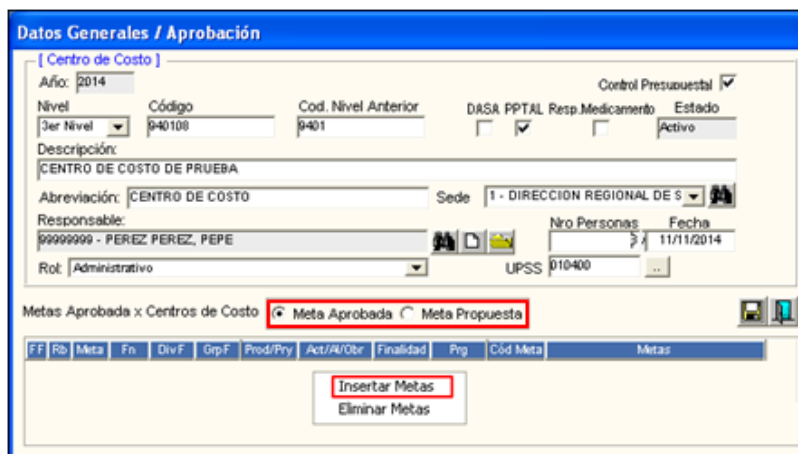 Datos Generales / Aprobación
[ Centro de Costo ]
Año: 2014
Control Presupuestal
Nivel Código Cod. Nivel Anterior DASA PPTAL Resp.Medicamento Estado
3er Nivel 940108 9401 Activo
Descripción:
CENTRO DE COSTO DE PRUEBA
Abreviación: CENTRO DE COSTO Sede 1 - DIRECCION REGIONAL DE S
Responsable: Nro Personas Fecha
99999999 - PEREZ PEREZ, PEPE 3 / 11/11/2014
Rol: Administrativo UPSS 010400 ..
Metas Aprobada x Centros de Costo Meta Aprobada Meta Propuesta
FF Rb Meta Fn DivF GrpF Prod/Pry Act/AI/Obr Finalidad Prg Cód Meta Metas
Insertar Metas
Eliminar Metas